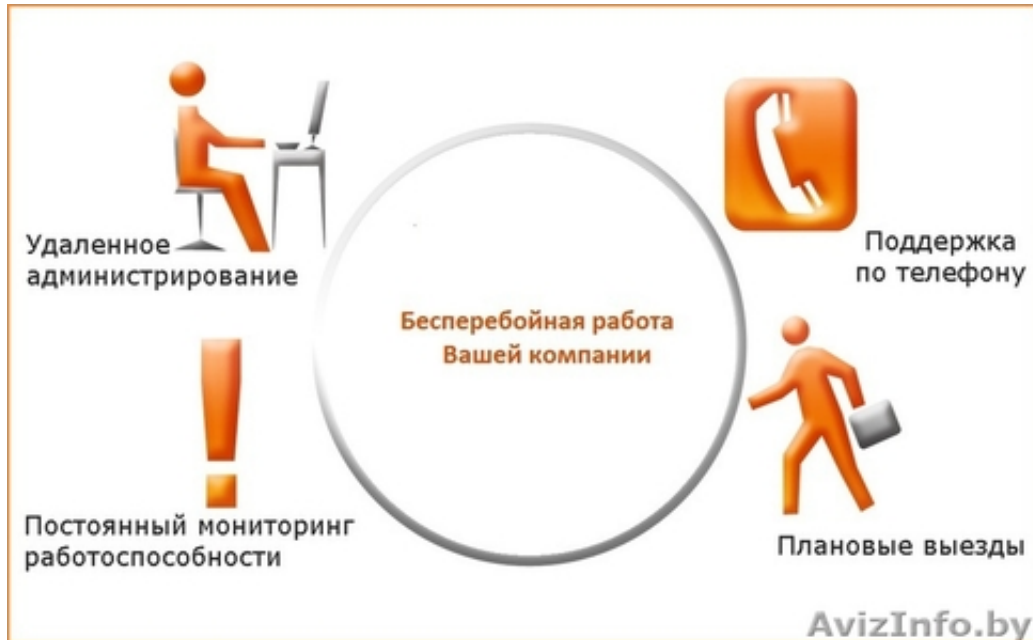 Удаленное
администрирование
Поддержка
по телефону
Бесперебойная работа
Вашей компании
Постоянный мониторинг
работоспособности
Плановые выезды
AvizInfo.by